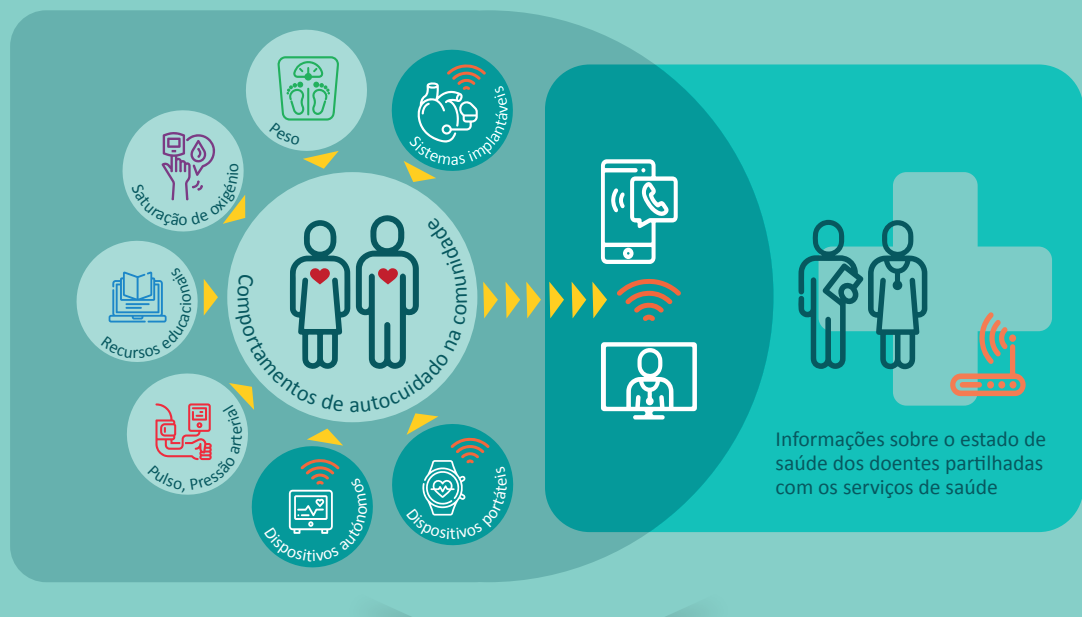 Peso
Sistemas implantáveis
Saturação de oxigénio
Recursos educacionais
Comportamentos de autocuidado na comunidade
Pulso, Pressão arterial
Dispositivos autónomos
Dispositivos portáteis
Informações sobre o estado de
saúde dos doentes partilhadas
com os serviços de saúde